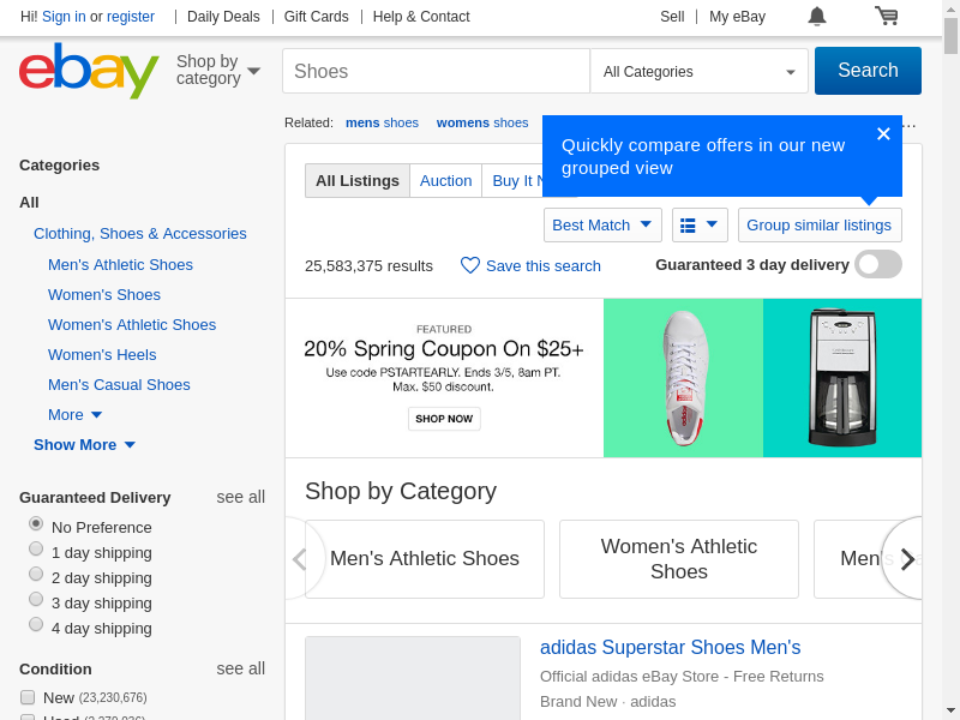 Hi! Sign in or register
Daily Deals
Gift Cards
Help & Contact
Sell
My eBay
ebay
Shop by
category
Shoes
All Categories
Search
Related: mens shoes womens shoes
...
Quickly compare offers in our new
grouped view
Categories
All
Clothing, Shoes & Accessories
Men's Athletic Shoes
Women's Shoes
Women's Athletic Shoes
Women's Heels
Men's Casual Shoes
More
Show More
Guaranteed Delivery see all
No Preference
1 day shipping
2 day shipping
3 day shipping
4 day shipping
Condition see all
New (23,230,676)
All Listings
Auction
Buy It
Best Match
Group similar listings
25,583,375 results
Save this search
Guaranteed 3 day delivery
FEATURED
20% Spring Coupon On $25+
Use code PSTARTEARLY. Ends 3/5, 8am PT.
Max. $50 discount.
SHOP NOW
Shop by Category
Men's Athletic Shoes
Women's Athletic
Shoes
adidas Superstar Shoes Men's
Official adidas eBay Store - Free Returns
Brand New · adidas